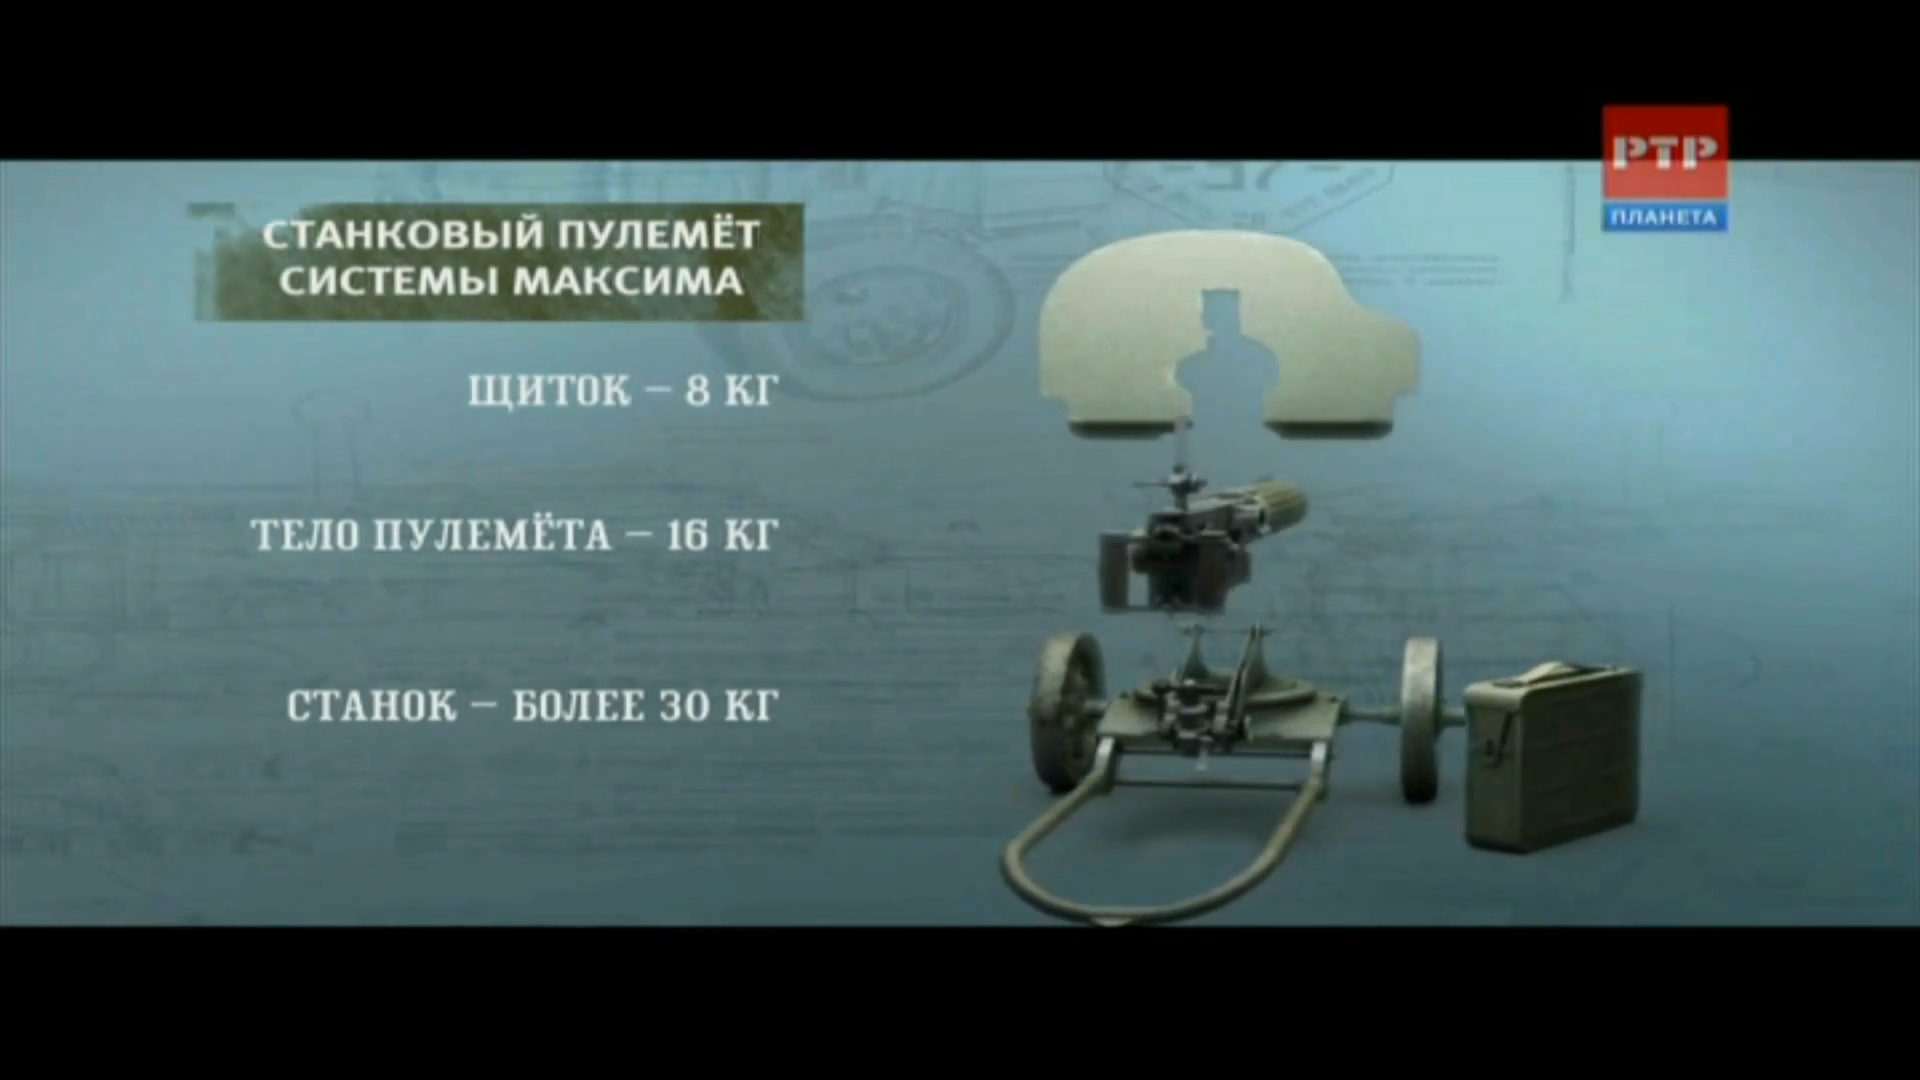 РТР
ПЛАНЕТА
СТАНКОВЫЙ ПУЛЕМЁТ
СИСТЕМЫ МАКСИМА
ЩИТОК – 8 КГ
ТЕЛО ПУЛЕМЁТА – 16 КГ
СТАНОК – БОЛЕЕ 30 КГ